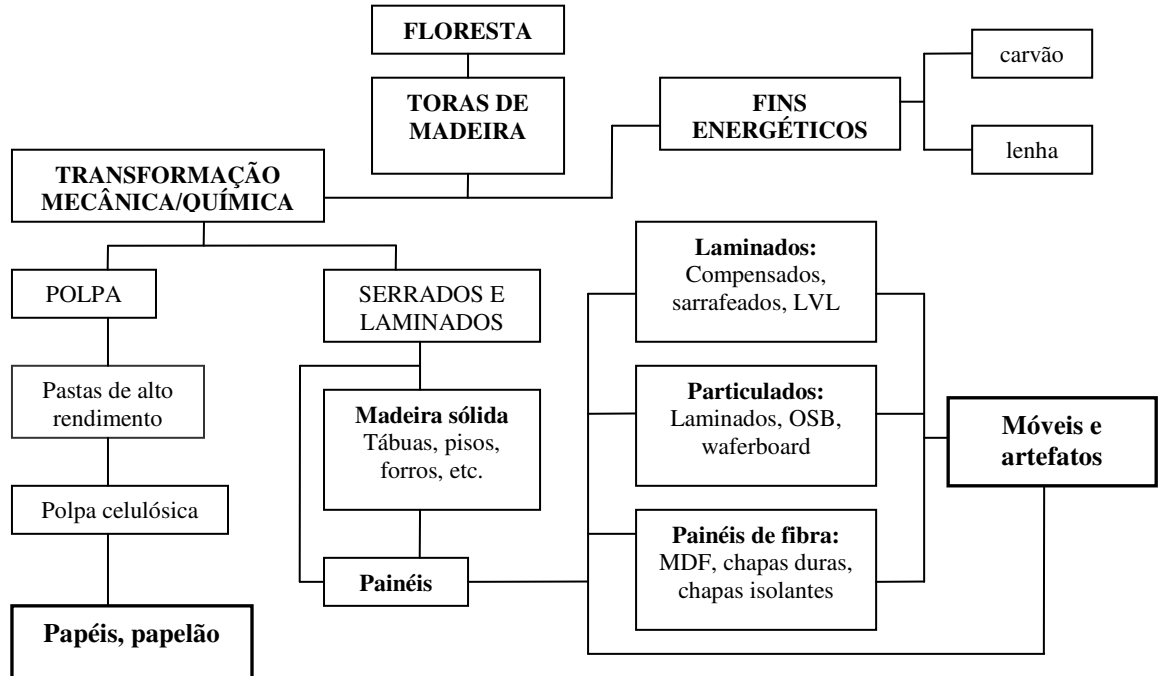 FLORESTA
TORAS DE
MADEIRA
FINS
ENERGÉTICOS
carvão
lenha
TRANSFORMAÇÃO
MECÂNICA/QUÍMICA
POLPA
Pastas de alto
rendimento
Polpa celulósica
Papéis, papelão
SERRADOS E
LAMINADOS
Madeira sólida
Tábuas, pisos,
forros, etc.
Painéis
Laminados:
Compensados,
sarrafeados, LVL
Particulados:
Laminados, OSB,
waferboard
Painéis de fibra:
MDF, chapas duras,
chapas isolantes
Móveis e
artefatos